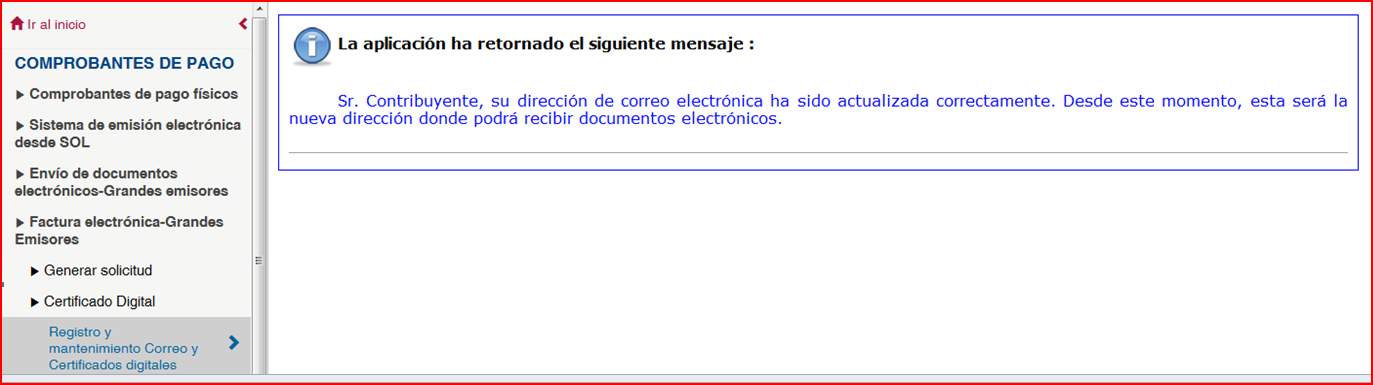 Ir al inicio
COMPROBANTES DE PAGO
Comprobantes de pago físicos
Sistema de emisión electrónica
desde SOL
Envío de documentos
electrónicos-Grandes emisores
Factura electrónica-Grandes
Emisores
Generar solicitud
Certificado Digital
Registro y
mantenimiento Correo y
Certificados digitales
La aplicación ha retornado el siguiente mensaje :
Sr. Contribuyente, su dirección de correo electrónica ha sido actualizada correctamente. Desde este momento, esta será la
nueva dirección donde podrá recibir documentos electrónicos.